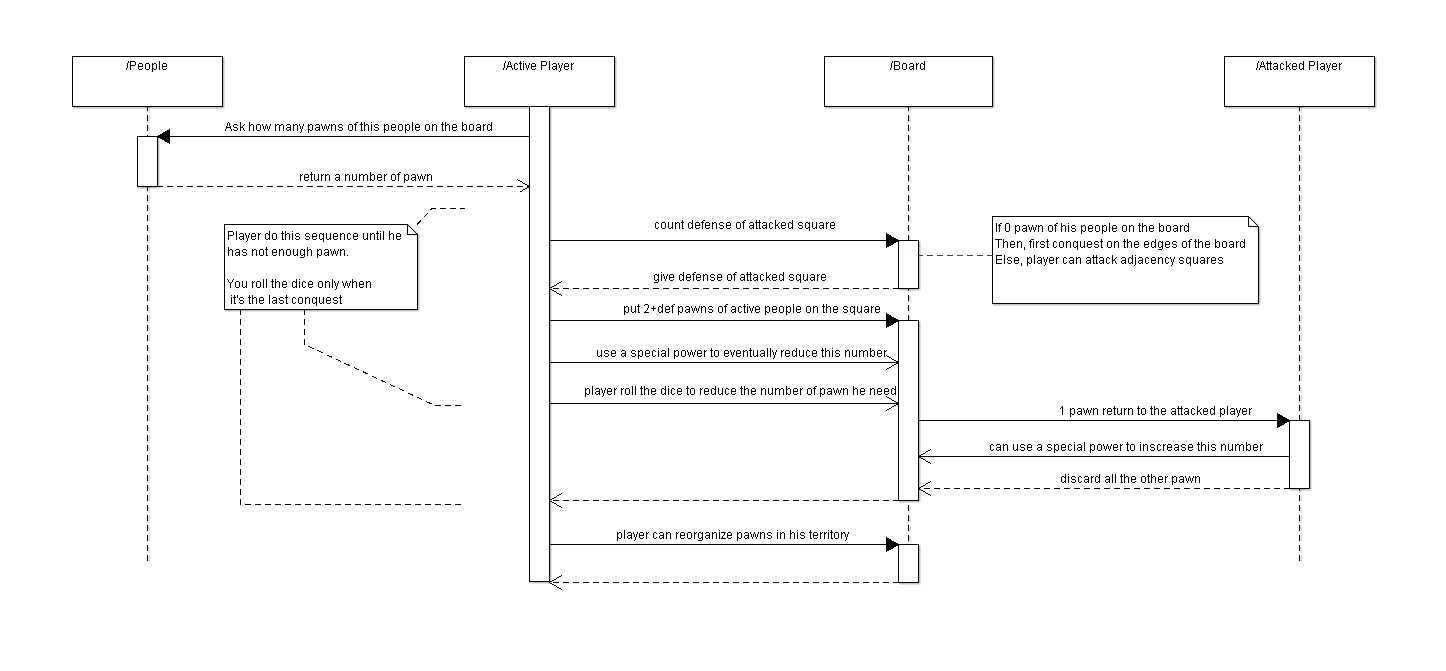 /People
/Active Player
/Board
/Attacked Player
Ask how many pawns of this people on the board
return a number of pawn
Player do this sequence until he
has not enough pawn.
You roll the dice only when
it's the last conquest
count defense of attacked square
If 0 pawn of his people on the board
Then, first conquest on the edges of the board
Else, player can attack adjacency squares
give defense of attacked square
put 2+def pawns of active people on the square
use a special power to eventually reduce this number
player roll the dice to reduce the number of pawn he need
1 pawn return to the attacked player
can use a special power to inscrease this number
discard all the other pawn
player can reorganize pawns in his territory